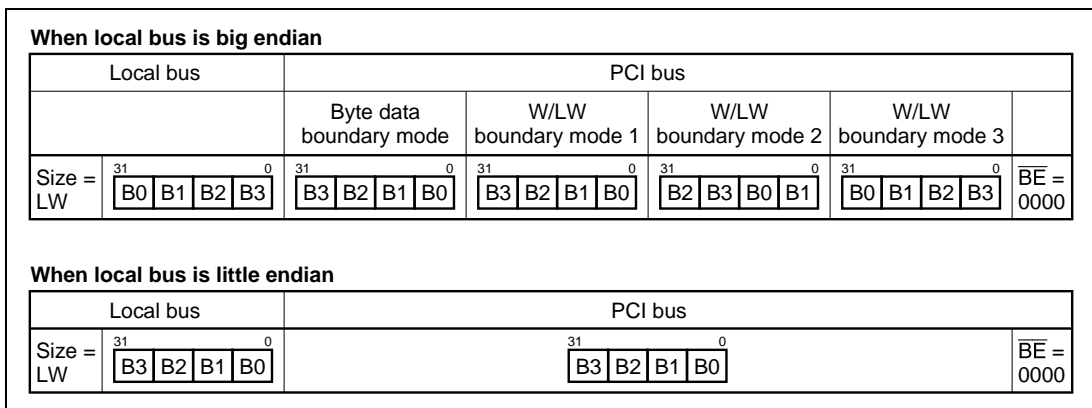 When local bus is big endian
Local bus PCI bus
Byte data boundary mode W/LW boundary mode 1 W/LW boundary mode 2 W/LW boundary mode 3
31 0 31 0 31 0 31 0 31 0
Size = LW B0 B1 B2 B3 B3 B2 B1 B0 B3 B2 B1 B0 B2 B3 B0 B1 B0 B1 B2 B3 BE = 0000
When local bus is little endian
Local bus PCI bus
31 0 31 0
Size = LW B3 B2 B1 B0 B3 B2 B1 B0 BE = 0000